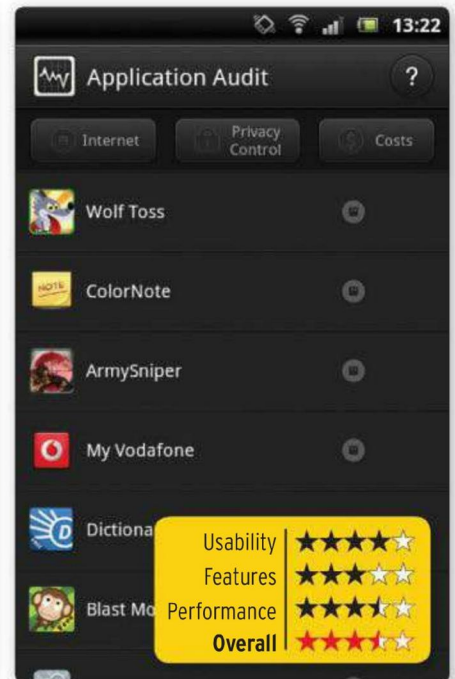 13:22
Application Audit
?
Internet
Privacy
Control
Costs
Wolf Toss
NOTE
ColorNote
ArmySniper
My Vodafone
D
Dictiona
Blast Mo
Usability
Features
Performance
Overall